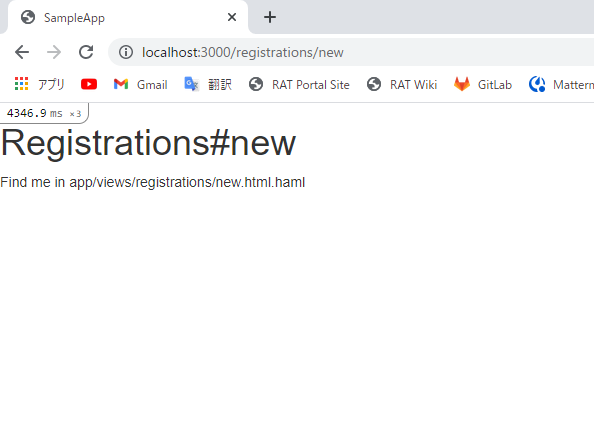 SampleApp
localhost:3000/registrations/new
アプリ Gmail 翻訳 RAT Portal Site RAT Wiki GitLab Matterm
4346.9 ms ×3
Registrations#new
Find me in app/views/registrations/new.html.haml